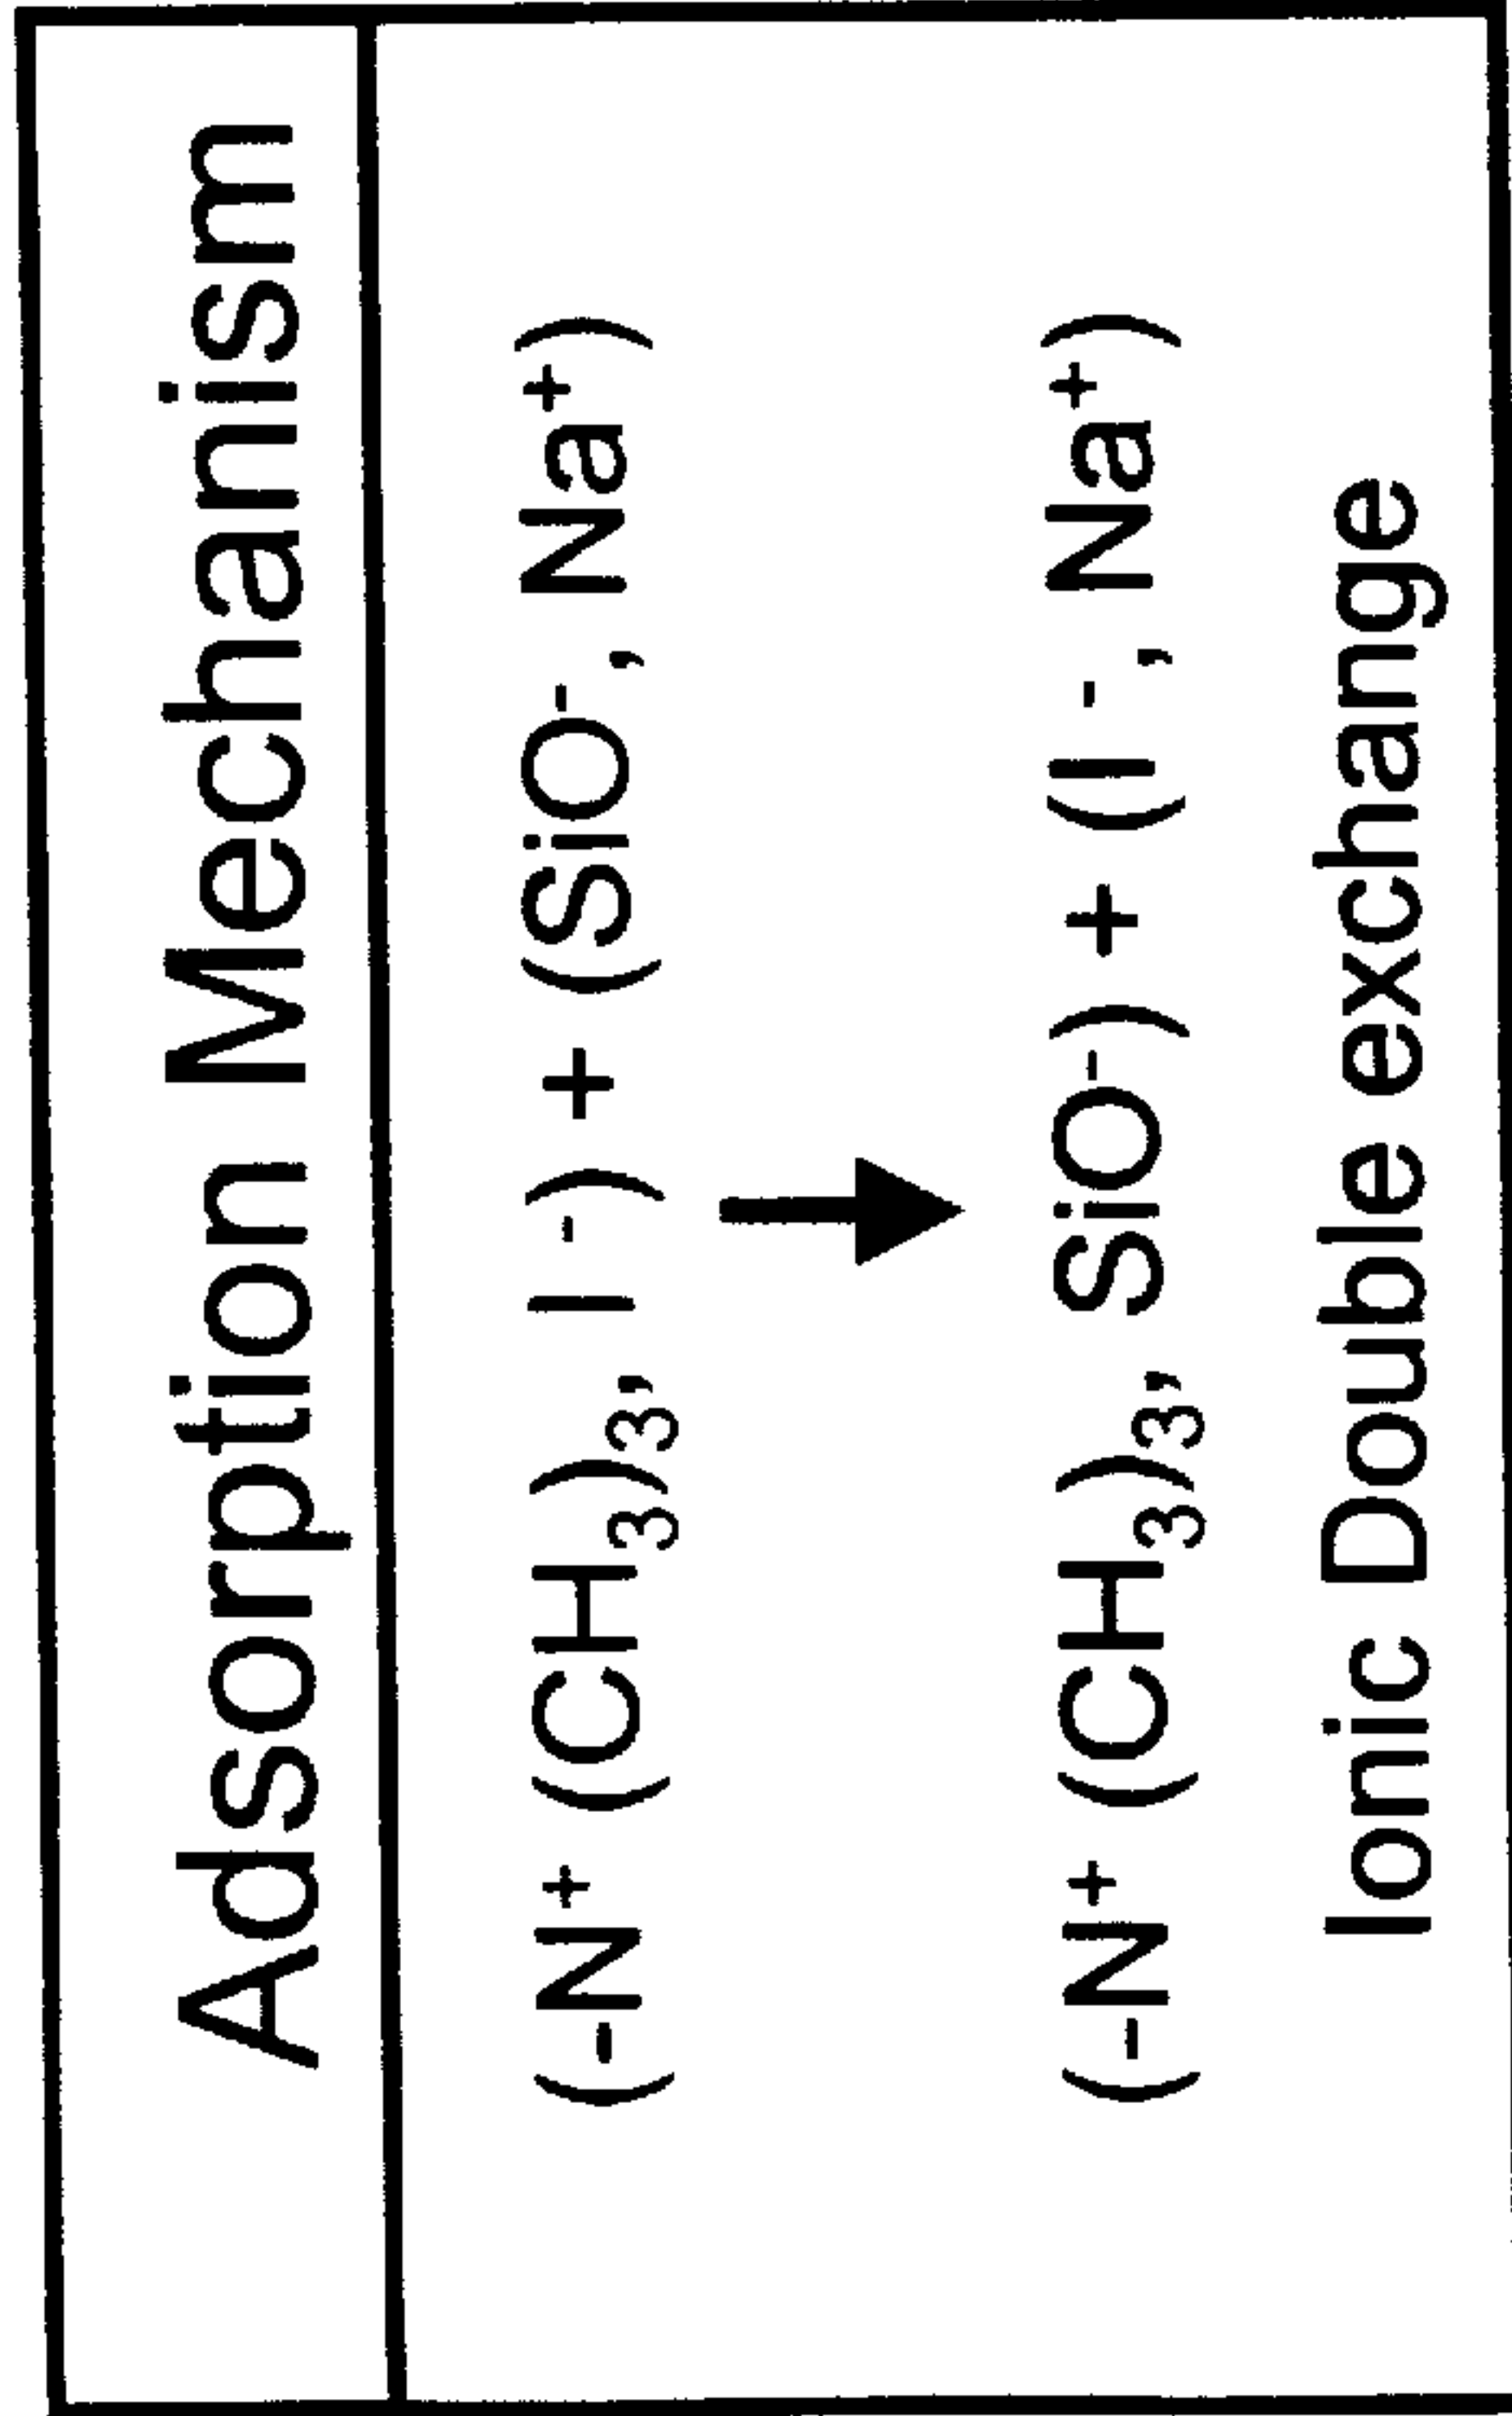 Adsorption Mechanism
(–N⁺ (CH₃)₃, I ⁻) + (SiO⁻, Na⁺)
(–N⁺ (CH₃)₃, SiO⁻) + (I ⁻, Na⁺)
Ionic Double exchange